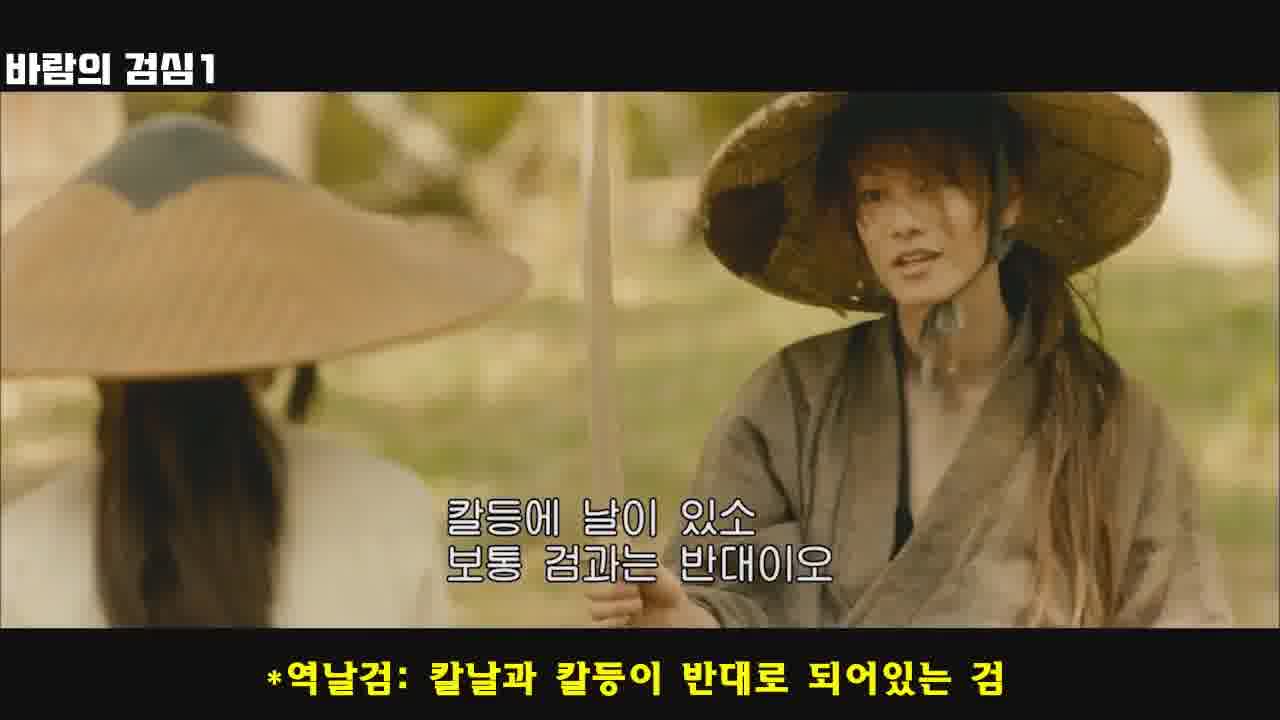 바람의 검심1
칼등에 날이 있소
보통 검과는 반대이오
*역날검: 칼날과 칼등이 반대로 되어있는 검